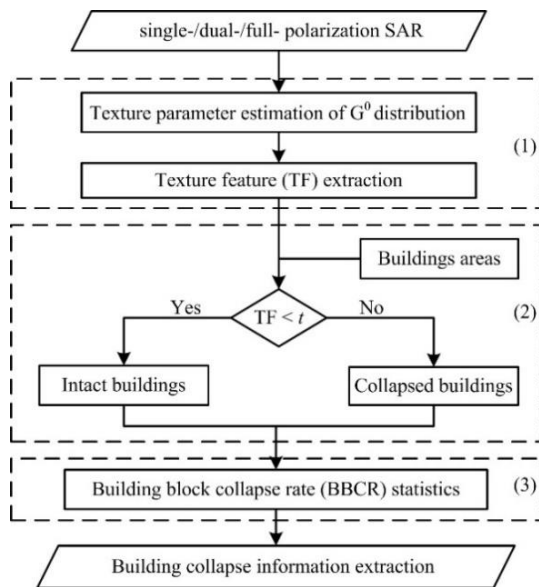 single-/dual-/full- polarization SAR
Texture parameter estimation of G⁰ distribution
(1)
Texture feature (TF) extraction
Buildings areas
Yes
TF < t
No
(2)
Intact buildings
Collapsed buildings
Building block collapse rate (BBCR) statistics
(3)
Building collapse information extraction